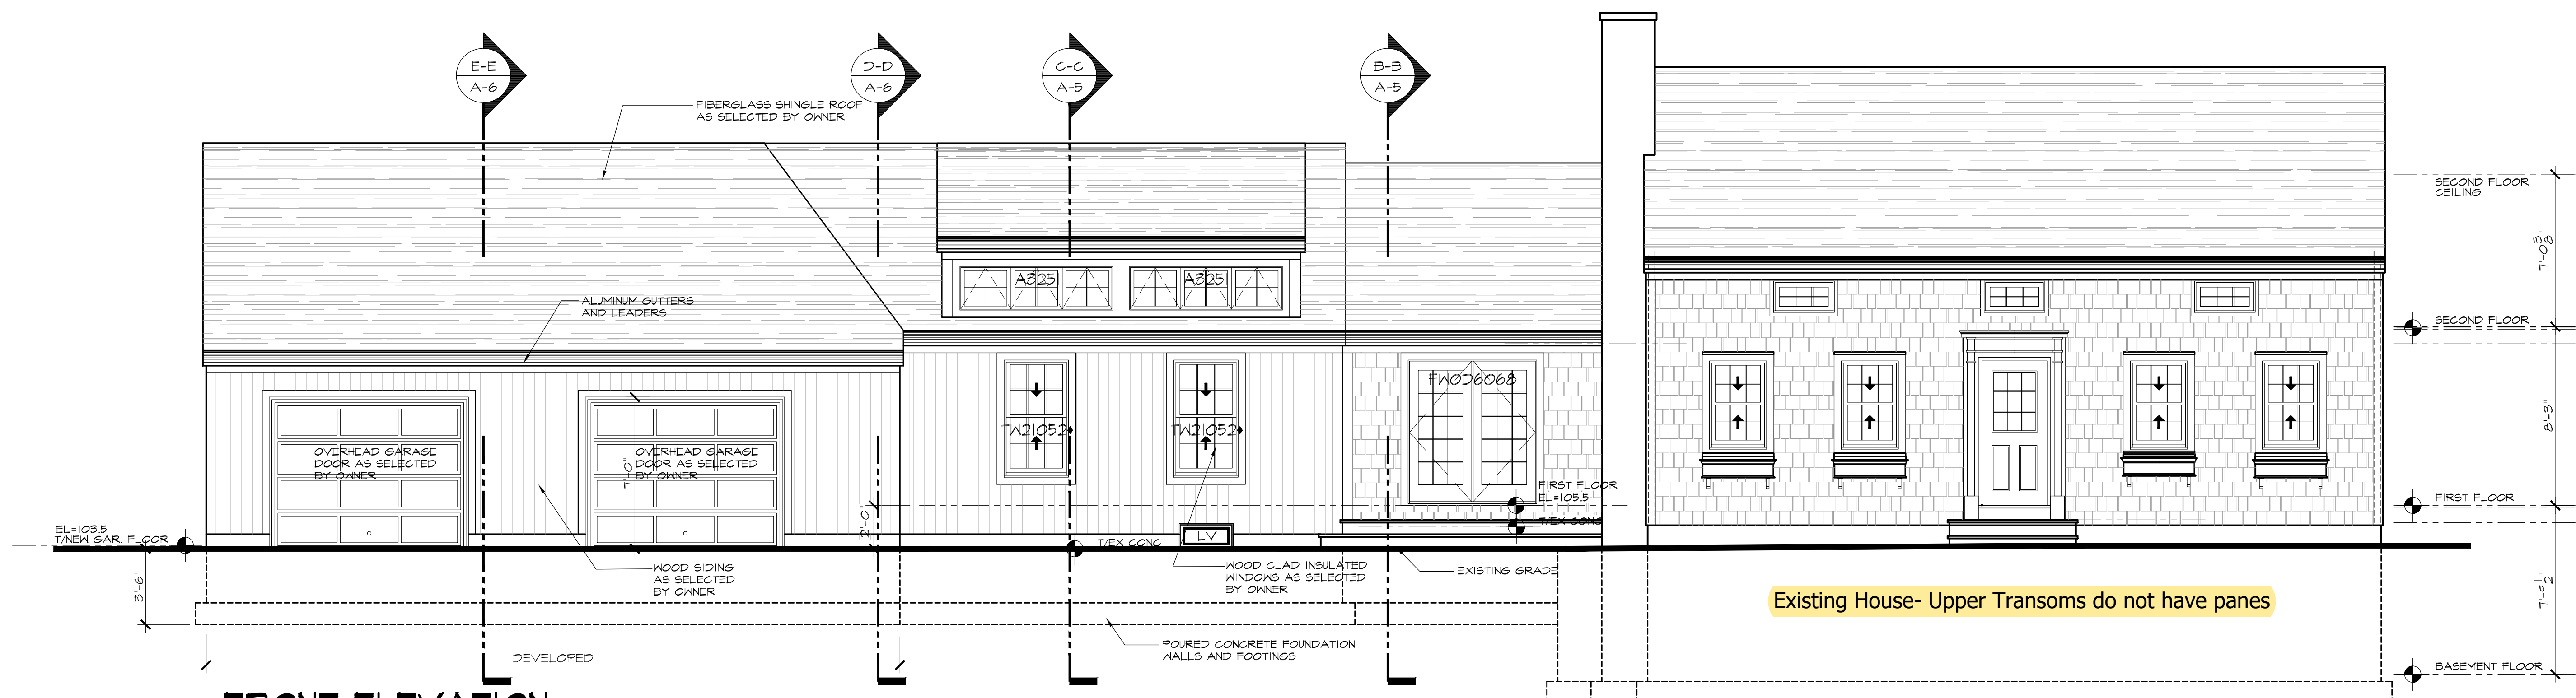 E-E
A-6
D-D
A-6
C-C
A-5
B-B
A-5
FIBERGLASS SHINGLE ROOF
AS SELECTED BY OWNER
SECOND FLOOR
CEILING
7'-0 3/8"
A3251
A3251
ALUMINUM GUTTERS
AND LEADERS
SECOND FLOOR
FWOD6068
TW21052
TW21052
8'-3"
OVERHEAD GARAGE
DOOR AS SELECTED
BY OWNER
7'-0"
OVERHEAD GARAGE
DOOR AS SELECTED
BY OWNER
2'-0"
FIRST FLOOR
EL=105.5
T/EX CONC
FIRST FLOOR
EL=103.5
T/NEW GAR. FLOOR
T/EX CONC
LV
3'-6"
WOOD SIDING
AS SELECTED
BY OWNER
WOOD CLAD INSULATED
WINDOWS AS SELECTED
BY OWNER
EXISTING GRADE
Existing House- Upper Transoms do not have panes
7'-9 1/2"
POURED CONCRETE FOUNDATION
WALLS AND FOOTINGS
DEVELOPED
BASEMENT FLOOR
FRONT ELEVATION